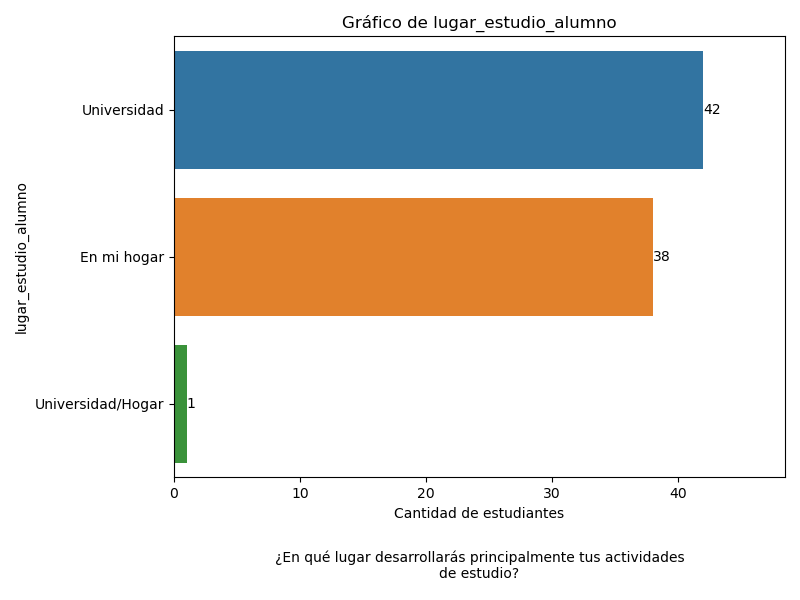 Gráfico de lugar_estudio_alumno
lugar_estudio_alumno
Universidad
42
En mi hogar
38
Universidad/Hogar
1
0 10 20 30 40
Cantidad de estudiantes
¿En qué lugar desarrollarás principalmente tus actividades
de estudio?